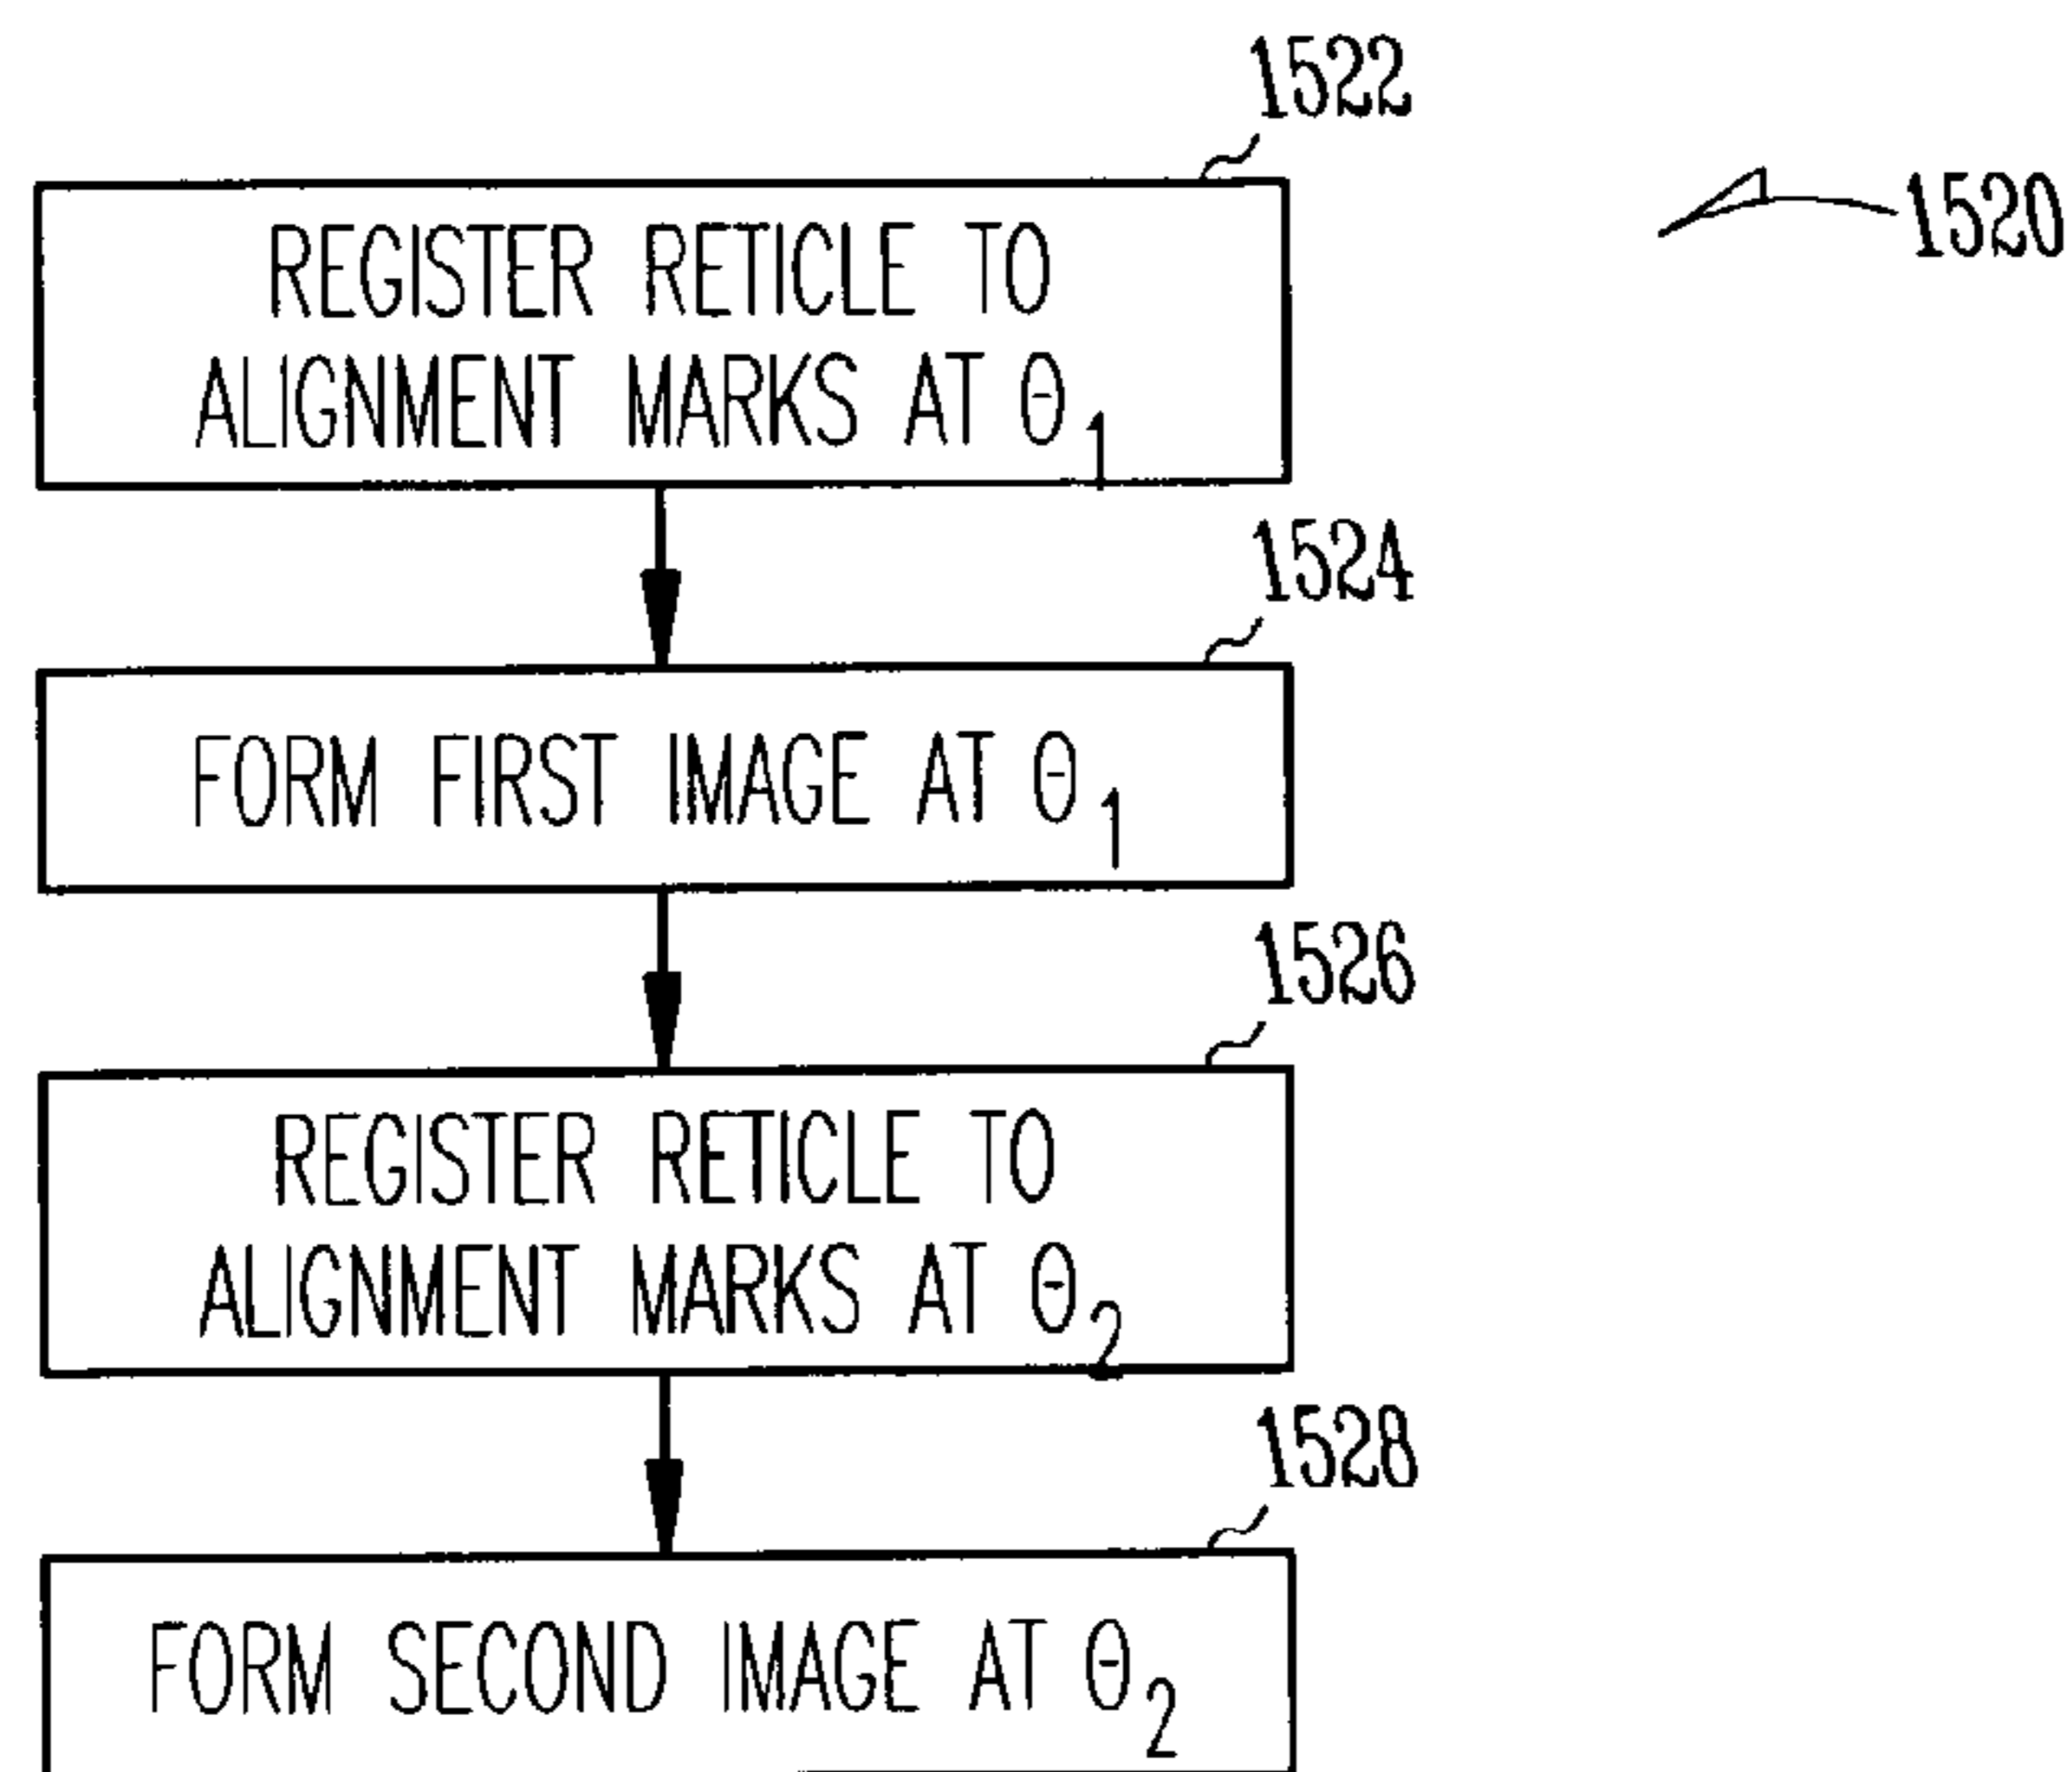 1522
1520
REGISTER RETICLE TO
ALIGNMENT MARKS AT θ1
1524
FORM FIRST IMAGE AT θ1
1526
REGISTER RETICLE TO
ALIGNMENT MARKS AT θ2
1528
FORM SECOND IMAGE AT θ2